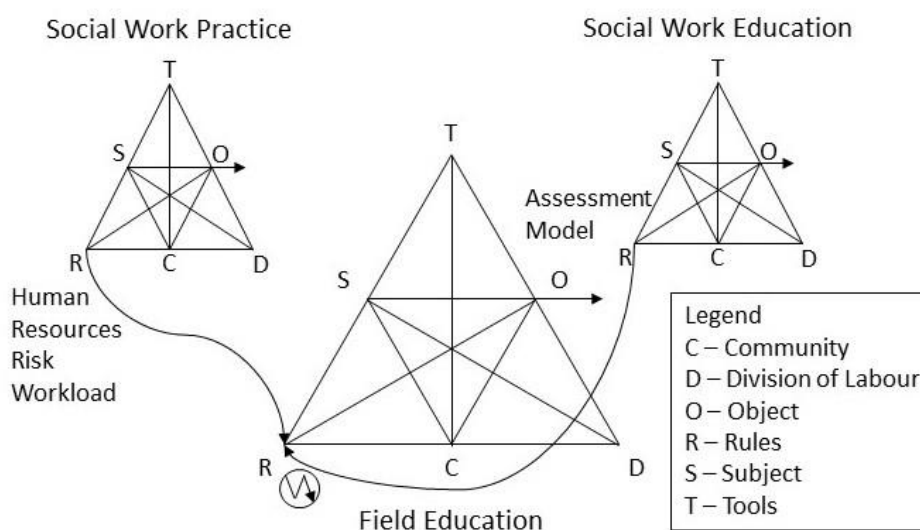 Social Work Practice
T
S
O
R
C
D
Human
Resources
Risk
Workload
Social Work Education
T
S
O
R
C
D
Assessment
Model
T
S
O
R
C
D
Field Education
Legend
C – Community
D – Division of Labour
O – Object
R – Rules
S – Subject
T – Tools